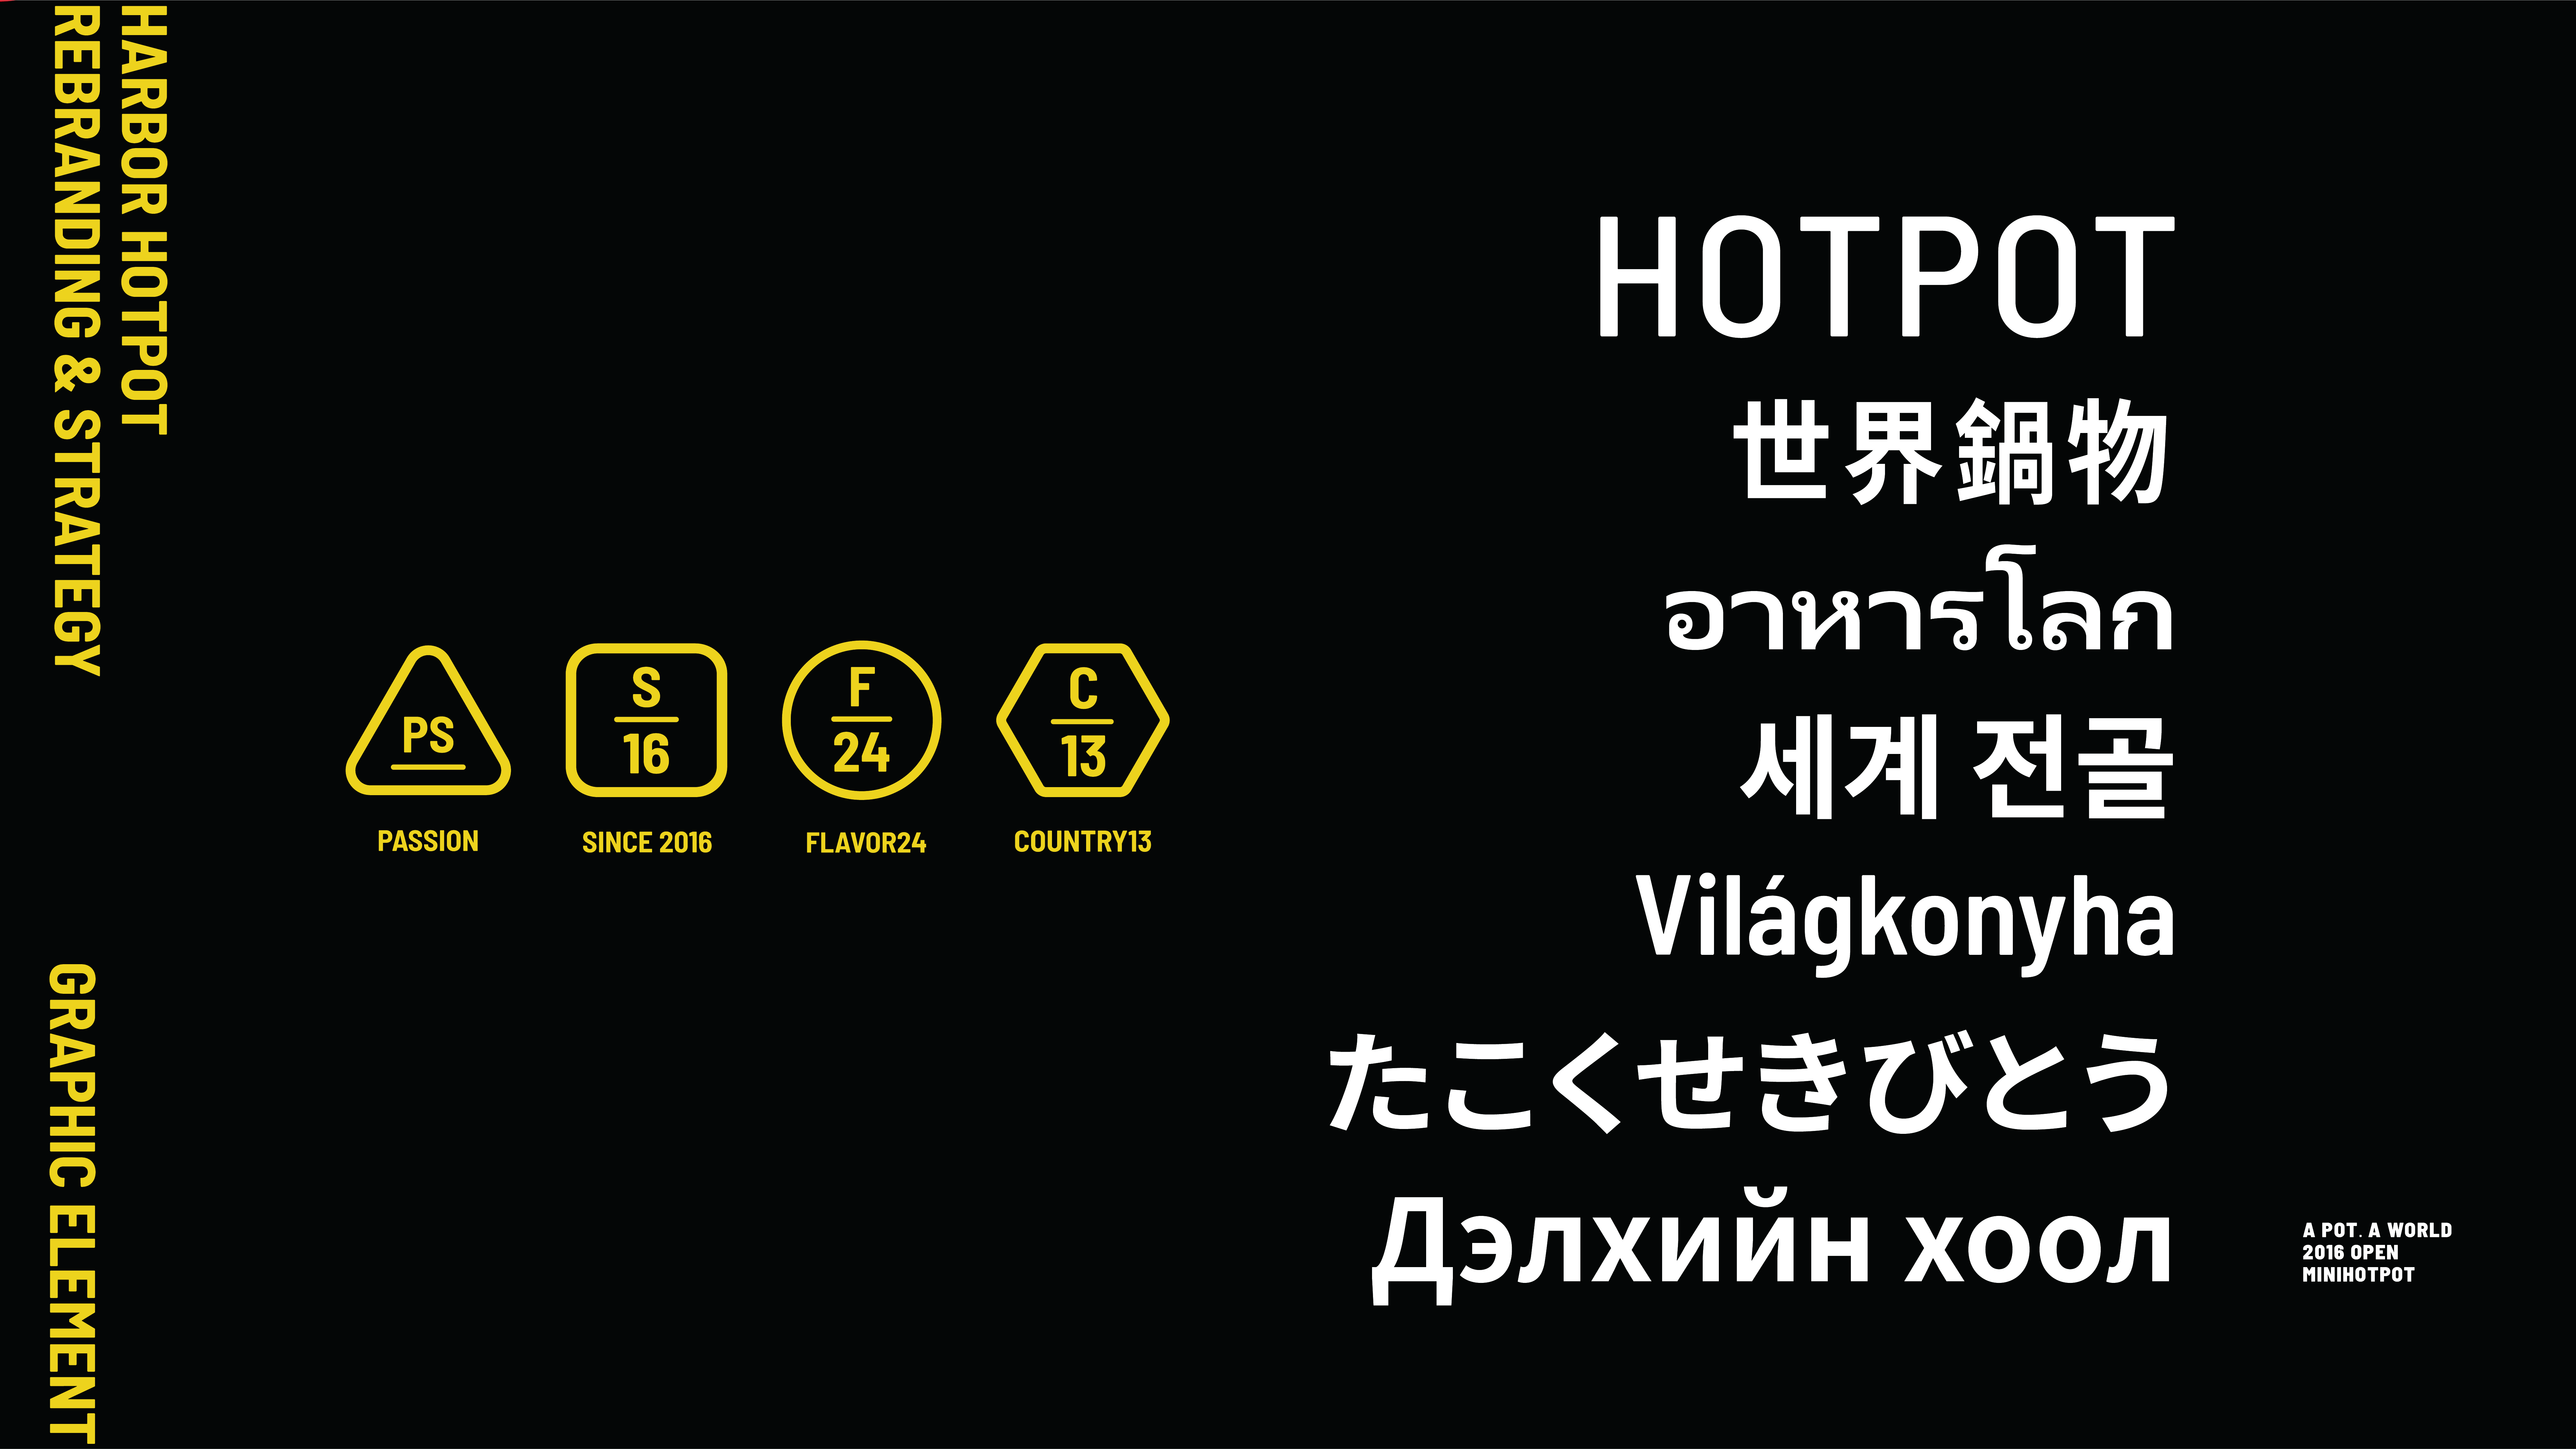 HARBOR HOTPOT
REBRANDING & STRATEGY
GRAPHIC ELEMENT
PS
PASSION
S
16
SINCE 2016
F
24
FLAVOR24
C
13
COUNTRY13
HOTPOT
世界鍋物
อาหารโลก
세계 전골
Világkonyha
たこくせきびとう
Дэлхийн хоол
A POT. A WORLD
2016 OPEN
MINIHOTPOT